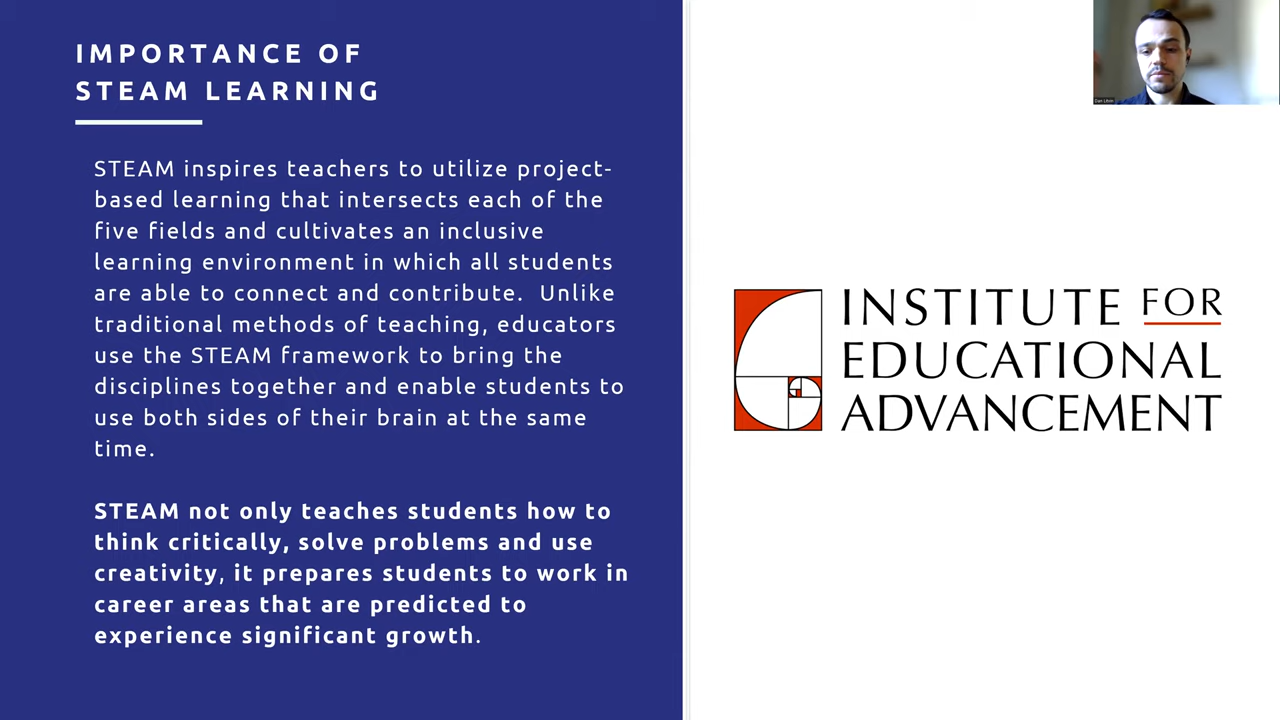 IMPORTANCE OF
STEAM LEARNING
STEAM inspires teachers to utilize project-
based learning that intersects each of the
five fields and cultivates an inclusive
learning environment in which all students
are able to connect and contribute.  Unlike
traditional methods of teaching, educators
use the STEAM framework to bring the
disciplines together and enable students to
use both sides of their brain at the same
time.
STEAM not only teaches students how to
think critically, solve problems and use
creativity, it prepares students to work in
career areas that are predicted to
experience significant growth.
INSTITUTE FOR
EDUCATIONAL
ADVANCEMENT